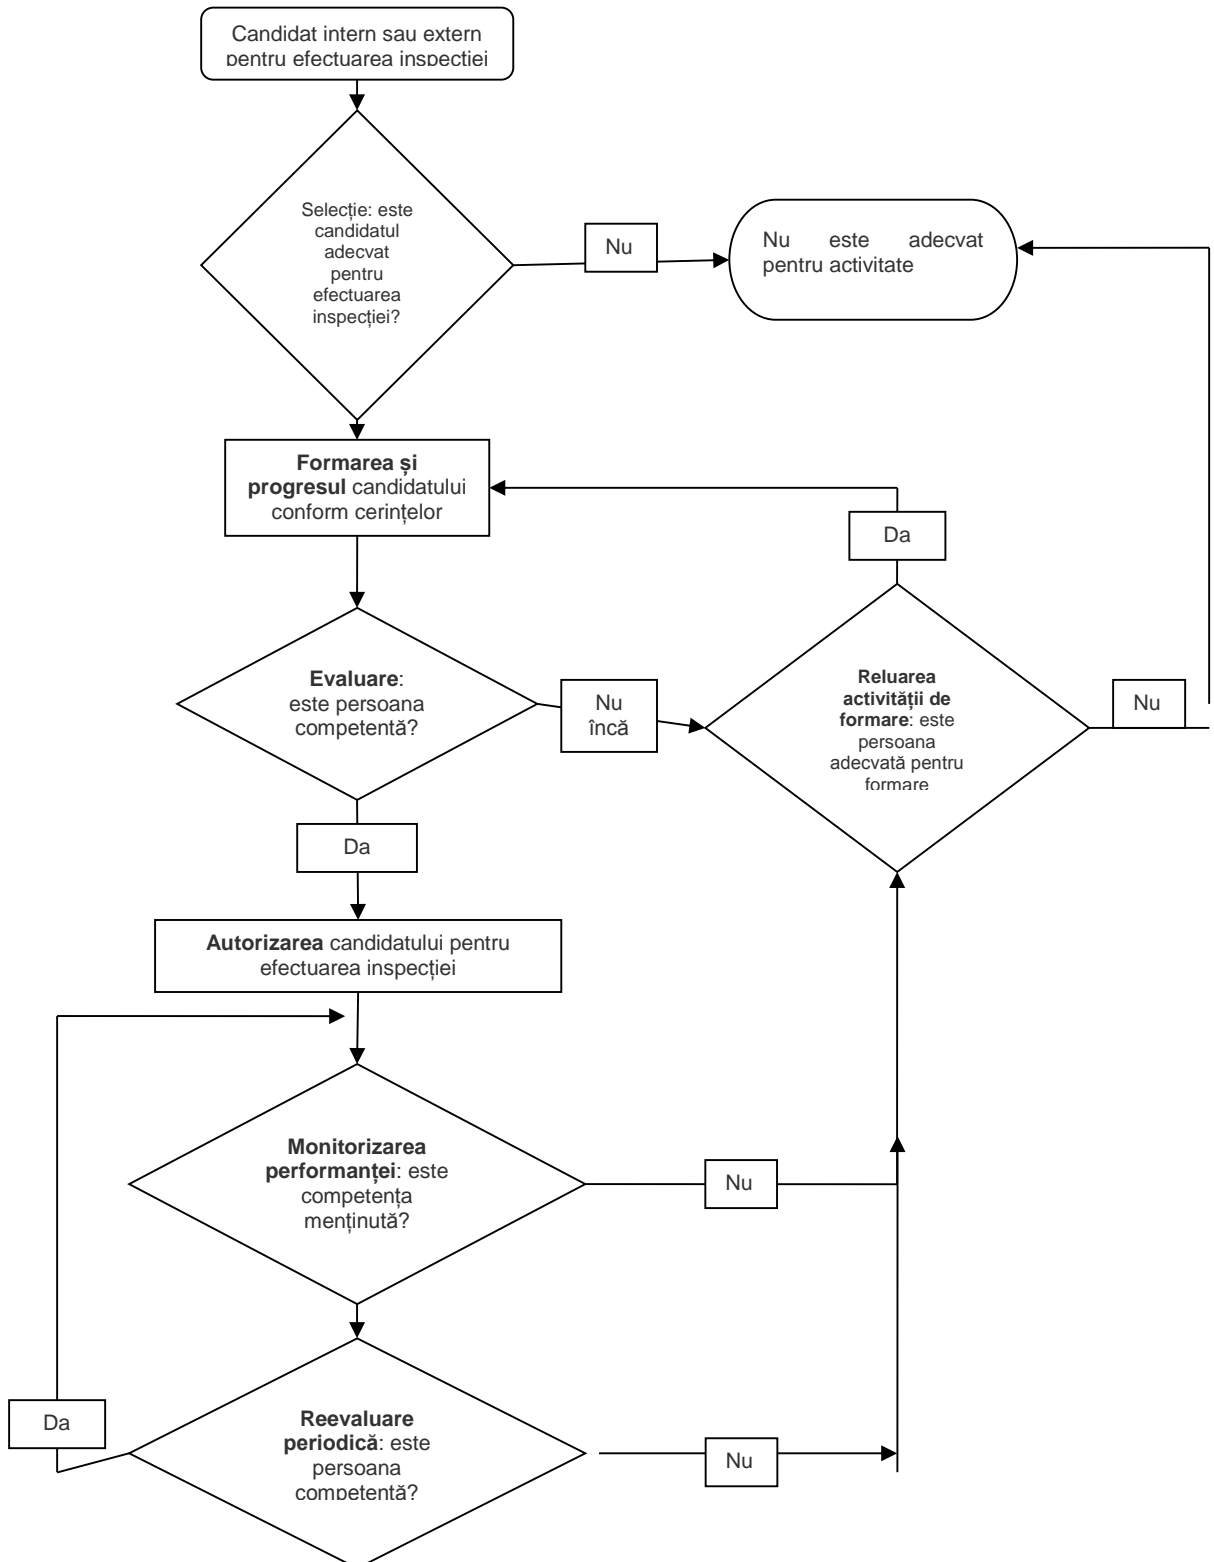 Candidat intern sau extern
pentru efectuarea inspecției
Selecție: este
candidatul
adecvat
pentru
efectuarea
inspecției?
Nu
Nu este adecvat
pentru activitate
Formarea și
progresul candidatului
conform cerințelor
Da
Evaluare:
este persoana
competentă?
Nu
încă
Reluarea
activității de
formare: este
persoana
adecvată pentru
formare
Nu
Da
Autorizarea candidatului pentru
efectuarea inspecției
Monitorizarea
performanței: este
competența
menținută?
Nu
Da
Reevaluare
periodică: este
persoana
competentă?
Nu